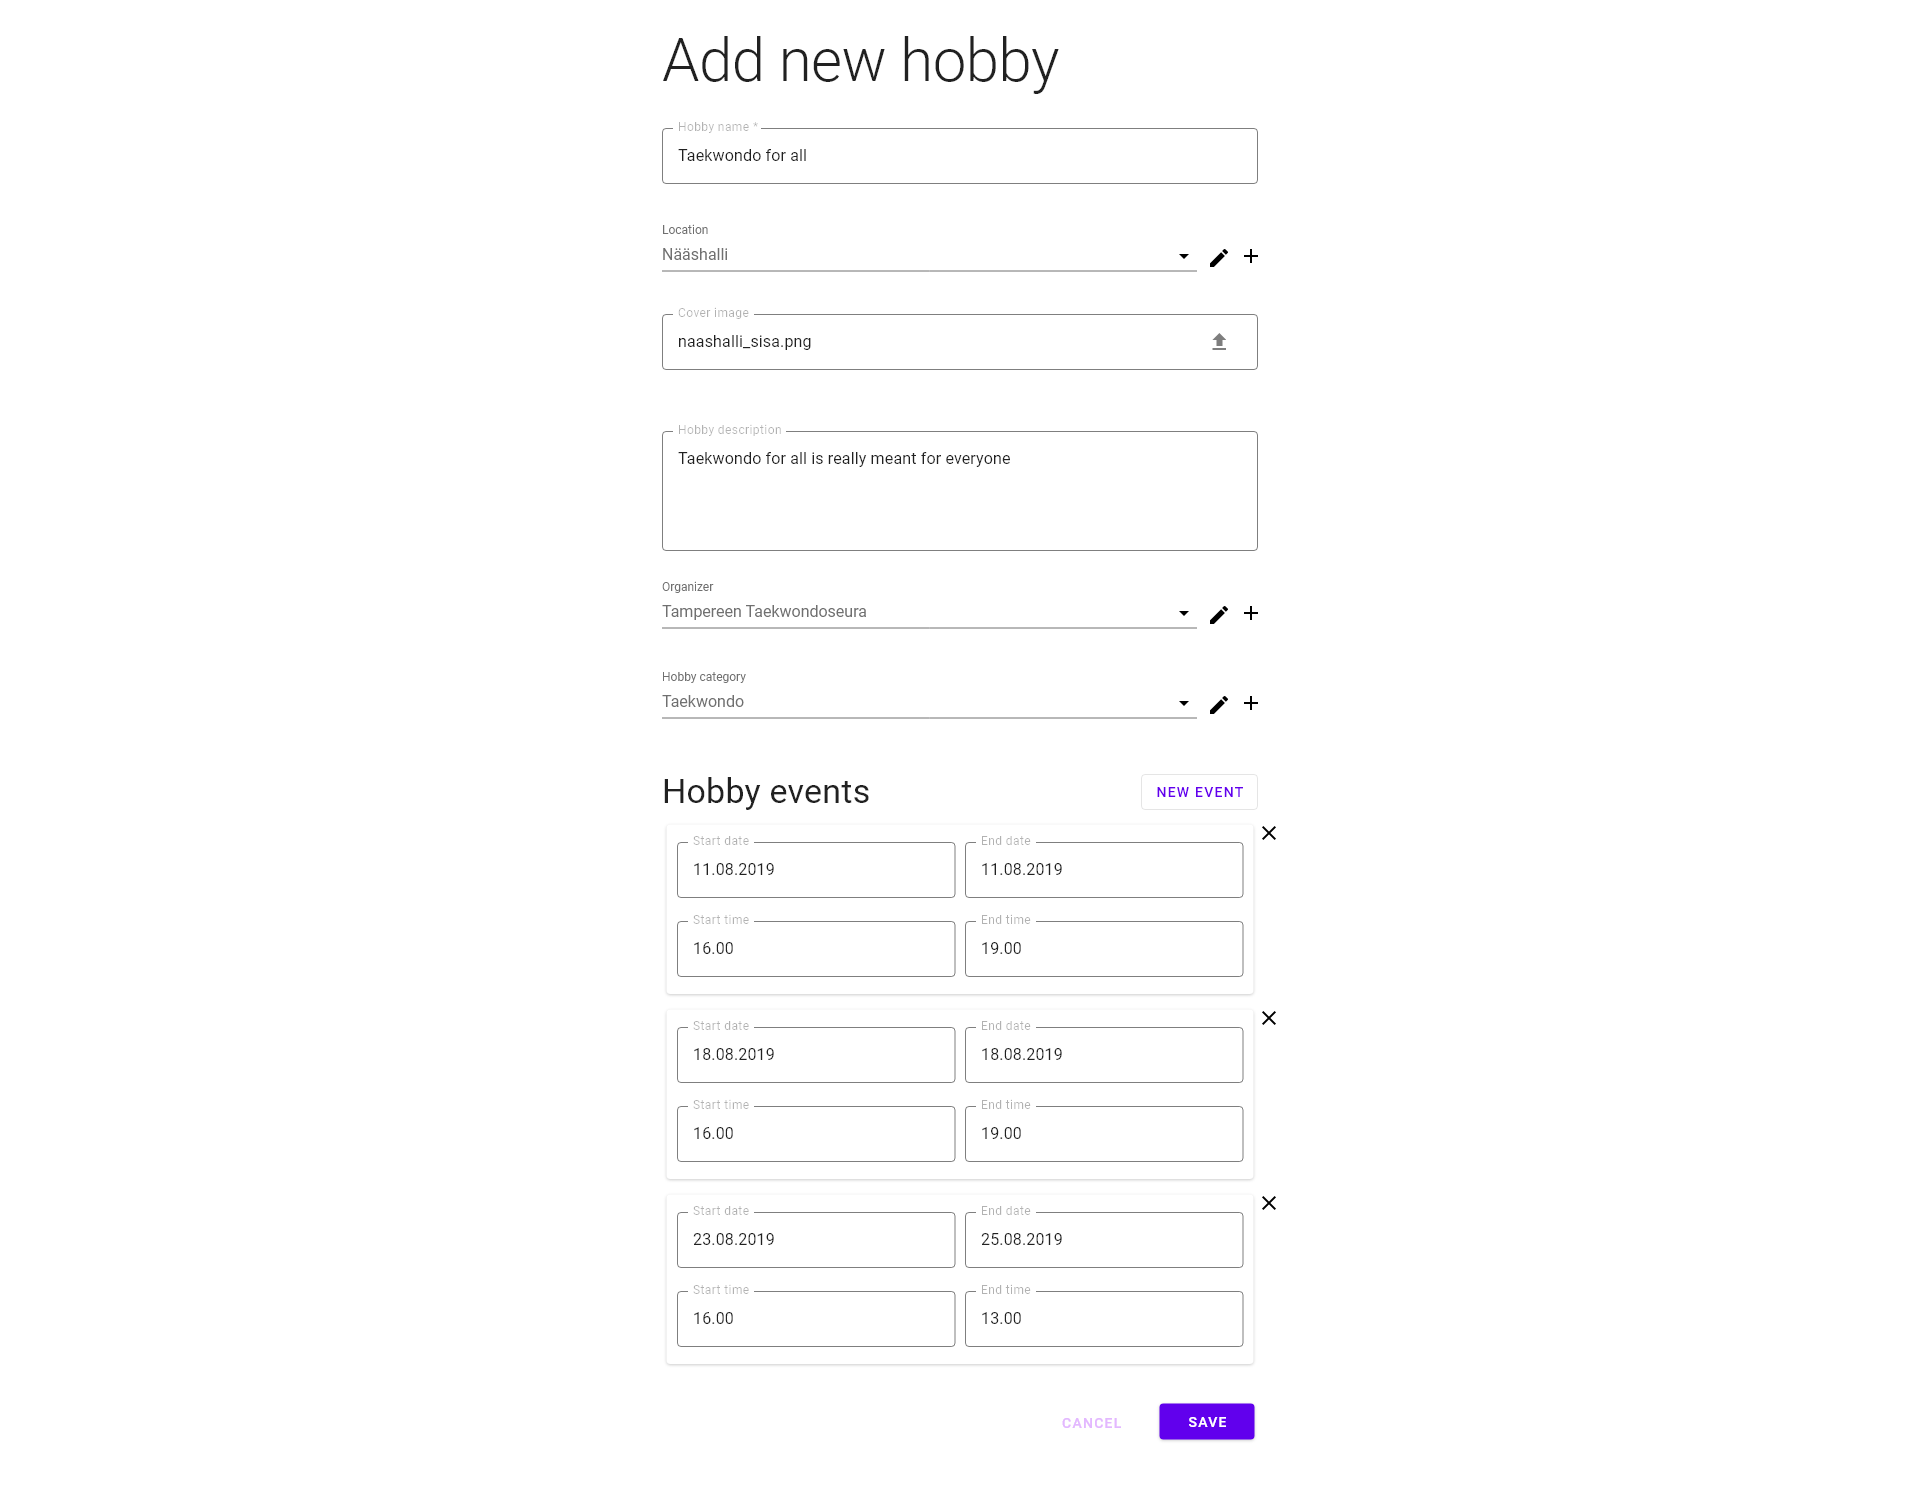 Add new hobby
Hobby name *
Taekwondo for all
Location
Nääshalli
Cover image
naashalli_sisa.png
Hobby description
Taekwondo for all is really meant for everyone
Organizer
Tampereen Taekwondoseura
Hobby category
Taekwondo
Hobby events
NEW EVENT
Start date
End date
11.08.2019
11.08.2019
Start time
End time
16.00
19.00
Start date
End date
18.08.2019
18.08.2019
Start time
End time
16.00
19.00
Start date
End date
23.08.2019
25.08.2019
Start time
End time
16.00
13.00
CANCEL
SAVE